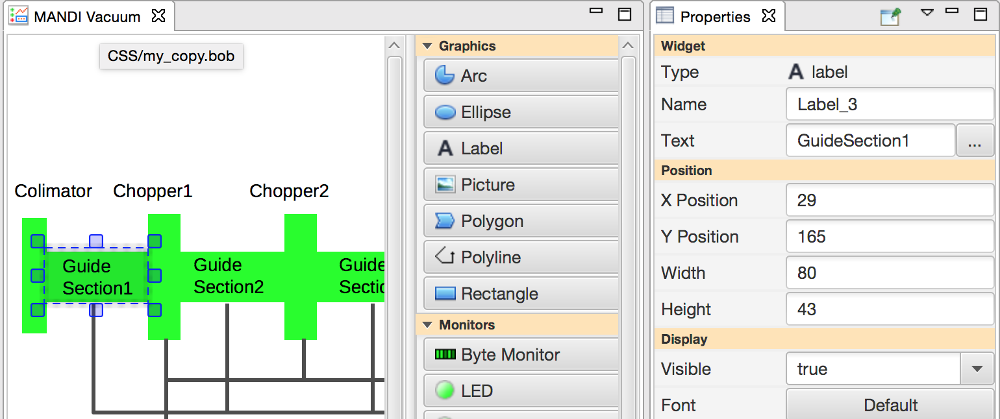 MANDI Vacuum
CSS/my_copy.bob
Colimator Chopper1 Chopper2
Guide
Section1
Guide
Section2
Guide
Graphics
Arc
Ellipse
Label
Picture
Polygon
Polyline
Rectangle
Monitors
Byte Monitor
LED
Properties
Widget
Type A label
Name Label_3
Text GuideSection1 ...
Position
X Position 29
Y Position 165
Width 80
Height 43
Display
Visible true
Font Default